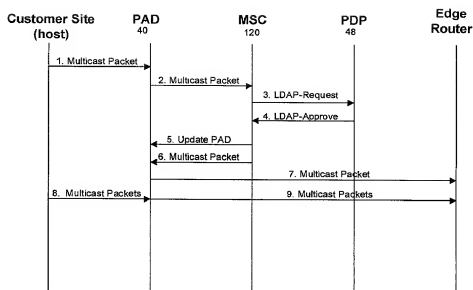 Customer Site PAD MSC PDP Edge
(host) 40 120 48 Router
1. Multicast Packet
2. Multicast Packet
3. LDAP-Request
4. LDAP-Approve
5. Update PAD
6. Multicast Packet
7. Multicast Packet
8. Multicast Packets 9. Multicast Packets